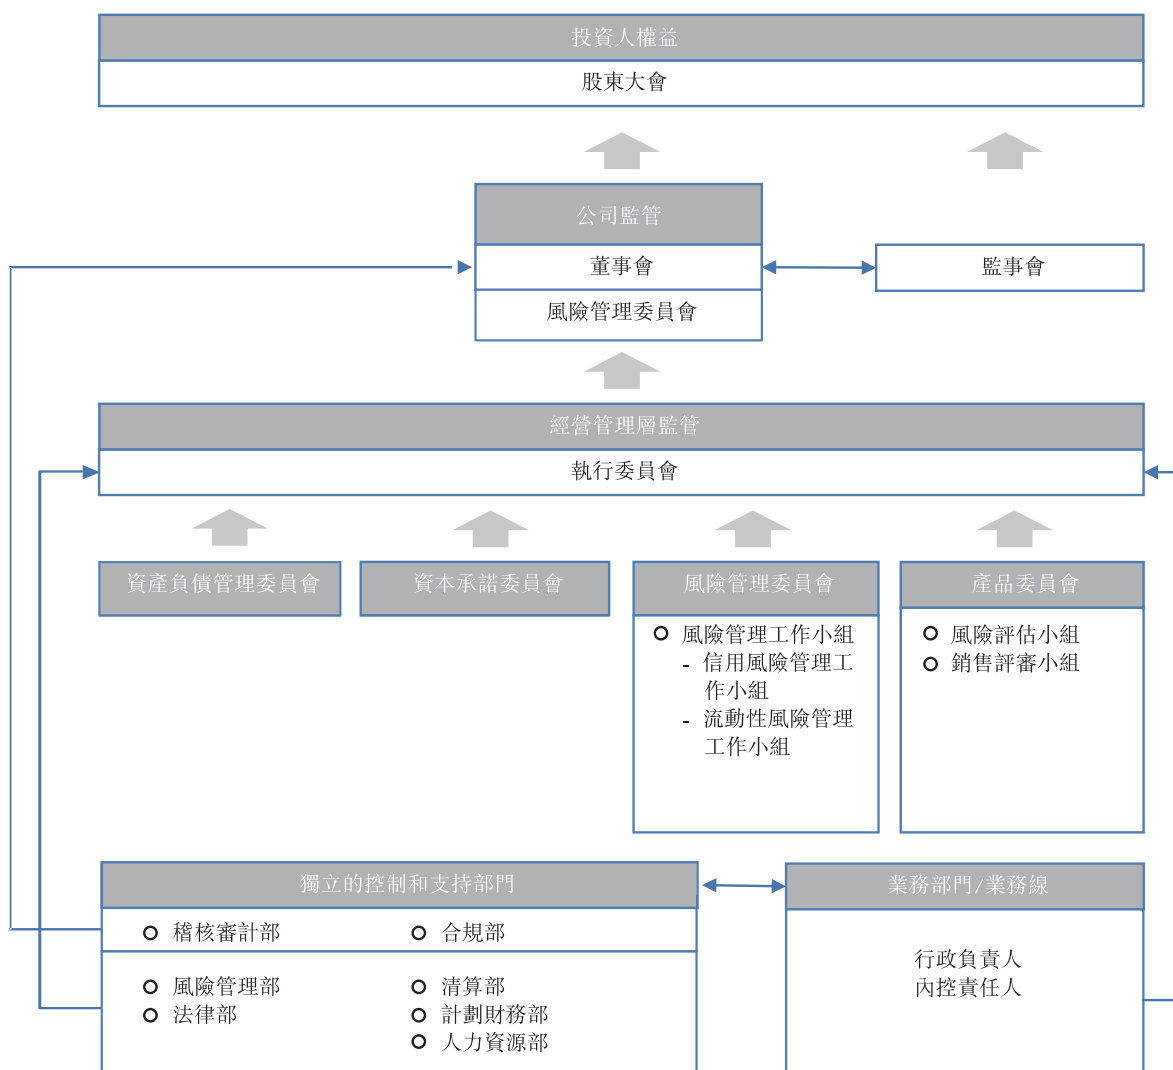 投資人權益
股東大會
公司監管
董事會
監事會
風險管理委員會
經營管理層監管
執行委員會
資產負債管理委員會
資本承諾委員會
風險管理委員會
風險管理工作小組
- 信用風險管理工
作小組
- 流動性風險管理
工作小組
產品委員會
風險評估小組
銷售評審小組
獨立的控制和支持部門
稽核審計部
合規部
風險管理部
法律部
清算部
計劃財務部
人力資源部
業務部門/業務線
行政負責人
內控責任人